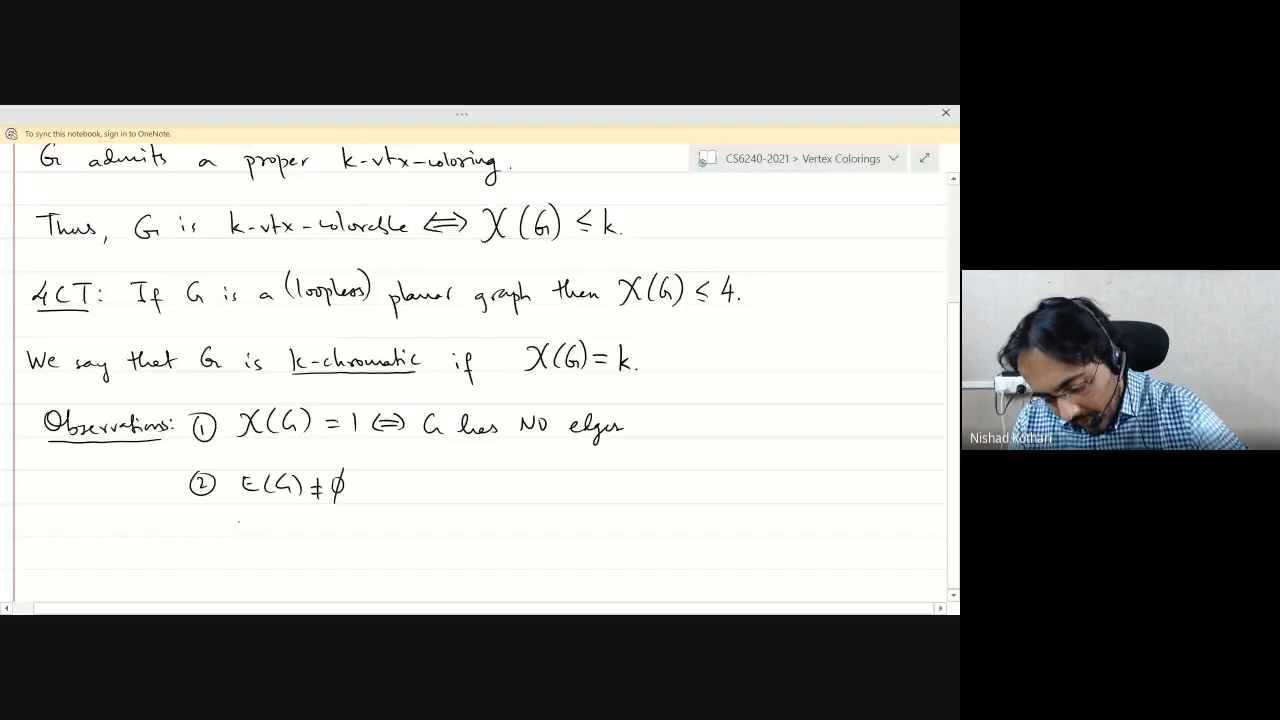 To sync this notebook, sign in to OneNote.
G admits a proper k-vtx-coloring.
CS6240-2021 > Vertex Colorings
Thus, G is k-vtx-colorable ⇔ χ(G) ≤ k.
4CT: If G is a (loopless) planar graph then χ(G) ≤ 4.
We say that G is k-chromatic if χ(G) = k.
Observations: ① χ(G) = 1 ⇔ G has NO edges
② E(G) ≠ ϕ
Nishad Kothari